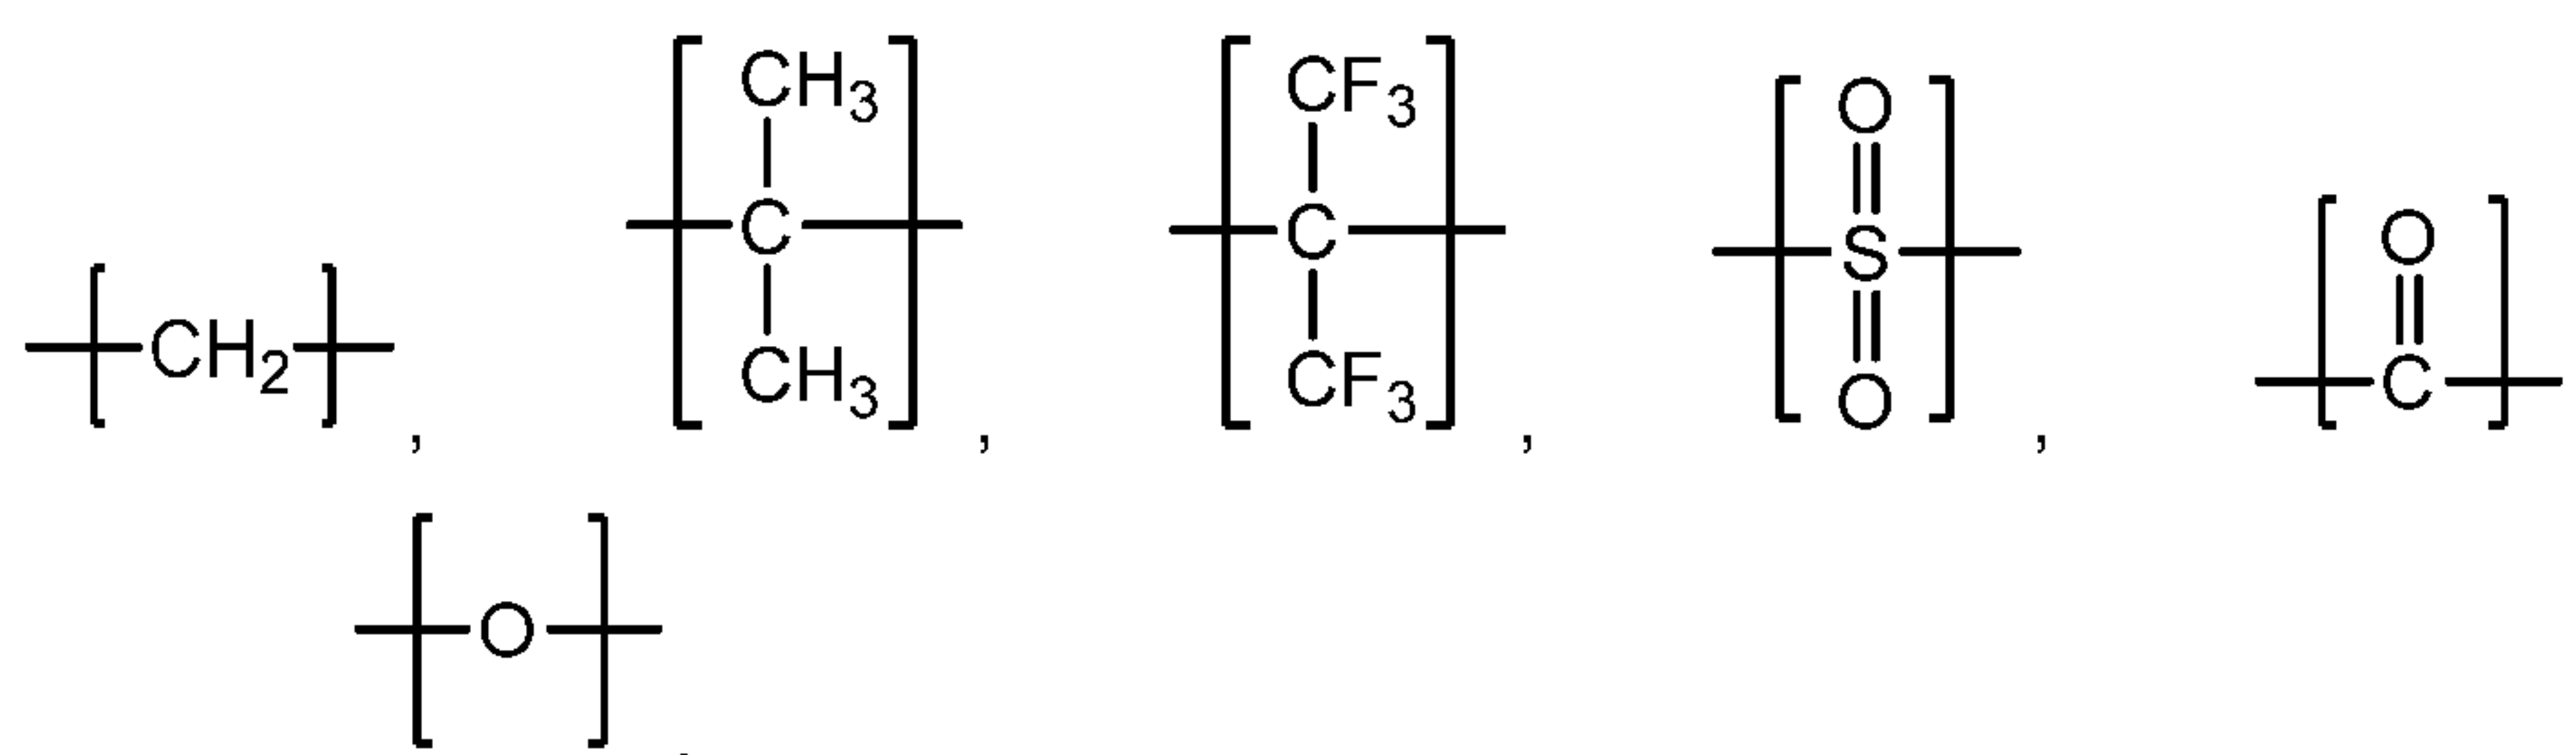 CH3 CF3 O
O
C C S
CH2 , CH3 , CF3 , O , C
O